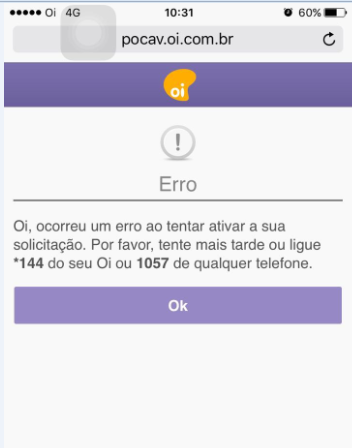 Oi 4G 10:31 60%
pocav.oi.com.br
oi
!
Erro
Oi, ocorreu um erro ao tentar ativar a sua
solicitação. Por favor, tente mais tarde ou ligue
*144 do seu Oi ou 1057 de qualquer telefone.
Ok